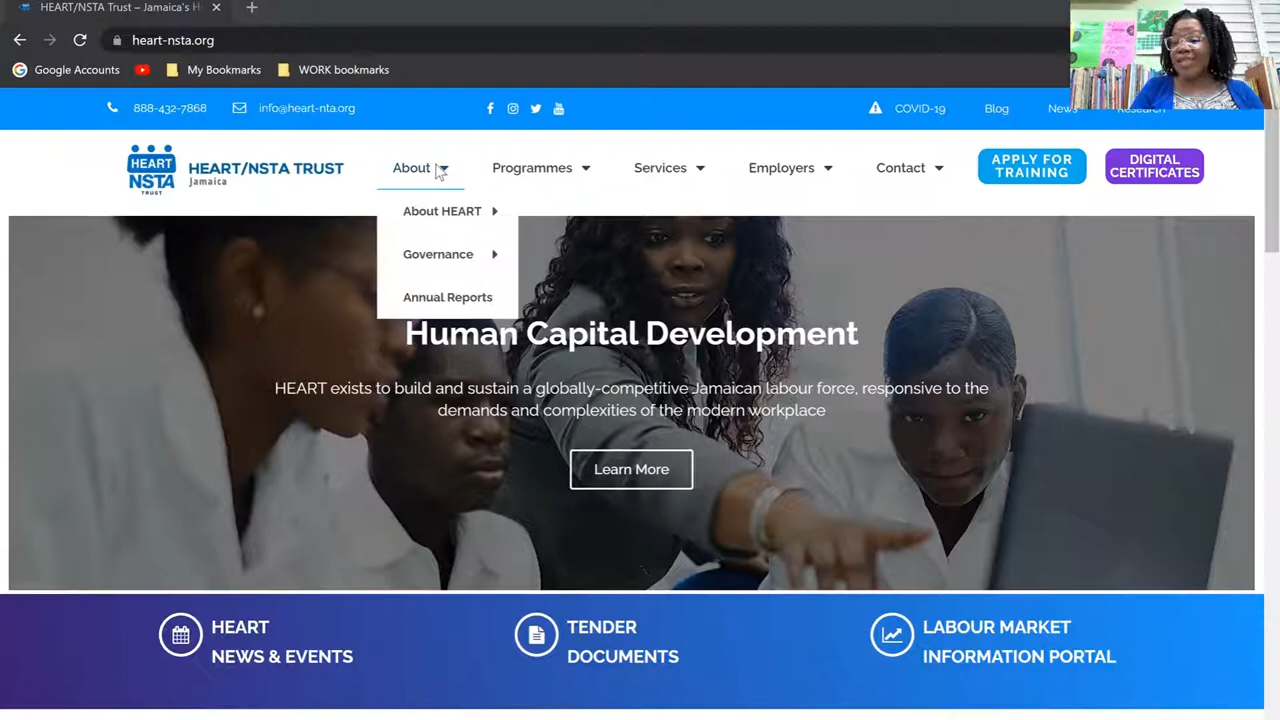 HEART/NSTA Trust – Jamaica's H
heart-nsta.org
Google Accounts
My Bookmarks
WORK bookmarks
888-432-7868
info@heart-nta.org
COVID-19
Blog
News
Research
HEART
NSTA
TRUST
HEART/NSTA TRUST
Jamaica
About
Programmes
Services
Employers
Contact
APPLY FOR
TRAINING
DIGITAL
CERTIFICATES
About HEART
Governance
Annual Reports
Human Capital Development
HEART exists to build and sustain a globally-competitive Jamaican labour force, responsive to the
demands and complexities of the modern workplace
Learn More
HEART
NEWS & EVENTS
TENDER
DOCUMENTS
LABOUR MARKET
INFORMATION PORTAL